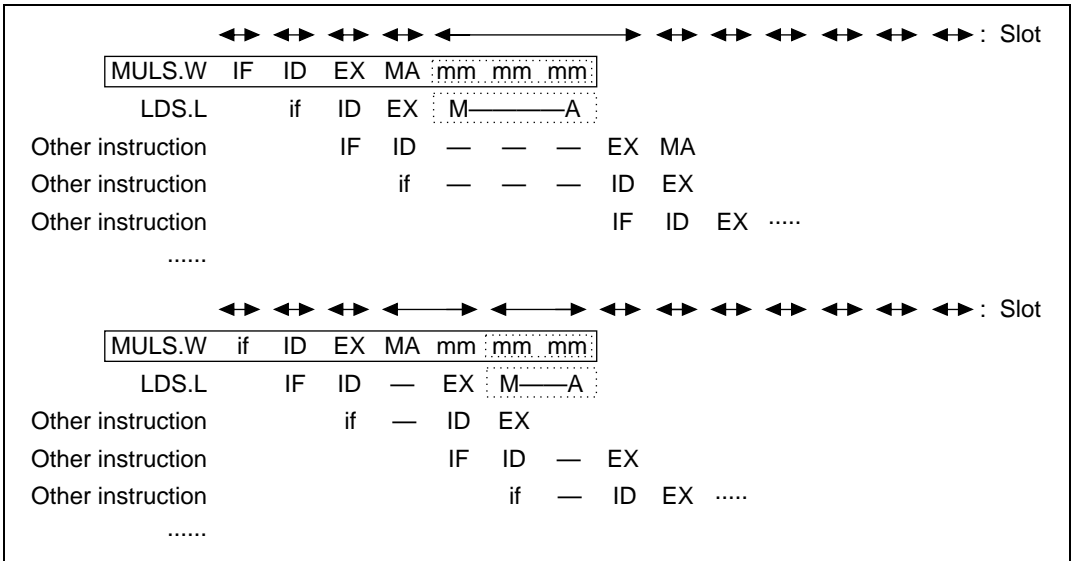 : Slot
MULS.W IF ID EX MA mm mm mm
LDS.L if ID EX M———A
Other instruction IF ID — — — EX MA
Other instruction if — — — ID EX
Other instruction IF ID EX ·····
······
: Slot
MULS.W if ID EX MA mm mm mm
LDS.L IF ID — EX M——A
Other instruction if — ID EX
Other instruction IF ID — EX
Other instruction if — ID EX ·····
······